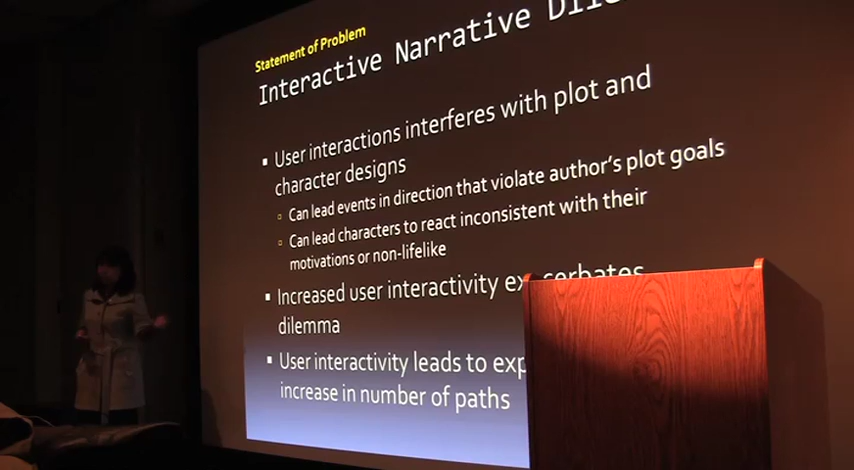 Statement of Problem
Interactive Narrative
User interactions interferes with plot and
character designs
Can lead events in direction that violate author's plot goals
Can lead characters to react inconsistent with their
motivations or non-lifelike
Increased user interactivity exacerbates
dilemma
User interactivity leads to
increase in number of paths